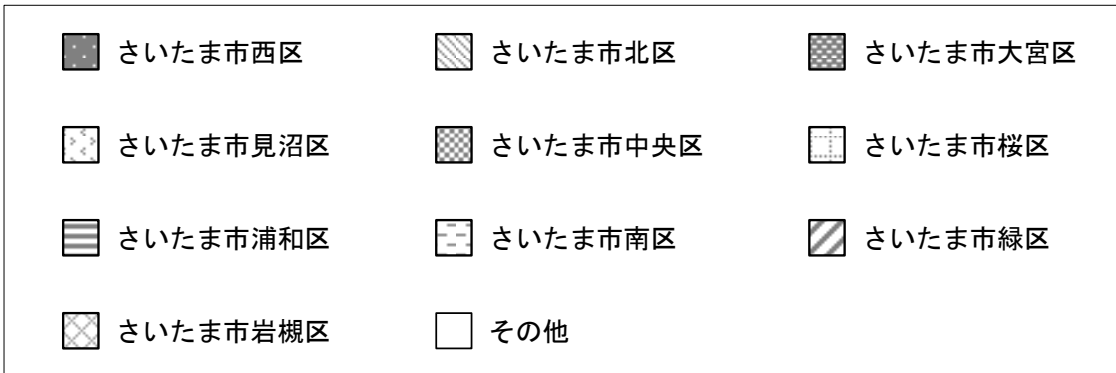 さいたま市西区 さいたま市北区 さいたま市大宮区
さいたま市見沼区 さいたま市中央区 さいたま市桜区
さいたま市浦和区 さいたま市南区 さいたま市緑区
さいたま市岩槻区 その他